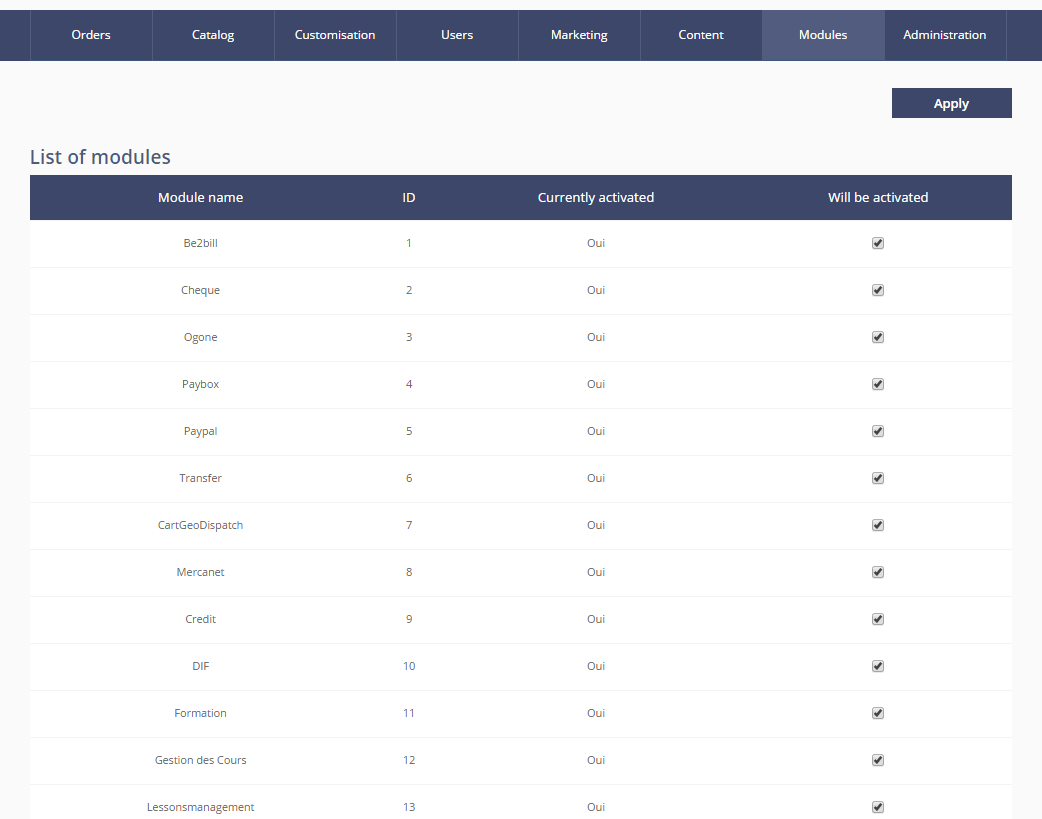 Orders Catalog Customisation Users Marketing Content Modules Administration
Apply
List of modules
Module name ID Currently activated Will be activated
Be2bill 1 Oui
Cheque 2 Oui
Ogone 3 Oui
Paybox 4 Oui
Paypal 5 Oui
Transfer 6 Oui
CartGeoDispatch 7 Oui
Mercanet 8 Oui
Credit 9 Oui
DIF 10 Oui
Formation 11 Oui
Gestion des Cours 12 Oui
Lessonsmanagement 13 Oui